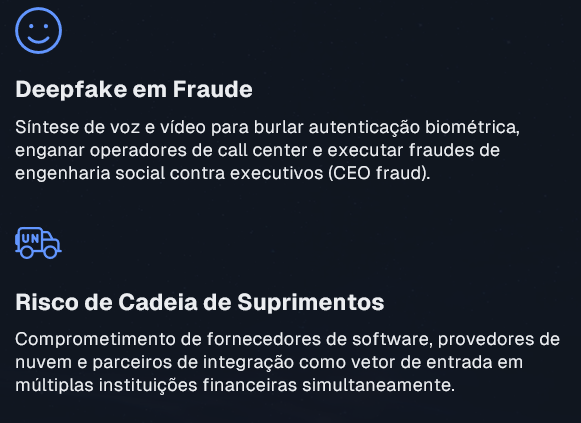 Deepfake em Fraude
Síntese de voz e vídeo para burlar autenticação biométrica,
enganar operadores de call center e executar fraudes de
engenharia social contra executivos (CEO fraud).
UN
Risco de Cadeia de Suprimentos
Comprometimento de fornecedores de software, provedores de
nuvem e parceiros de integração como vetor de entrada em
múltiplas instituições financeiras simultaneamente.